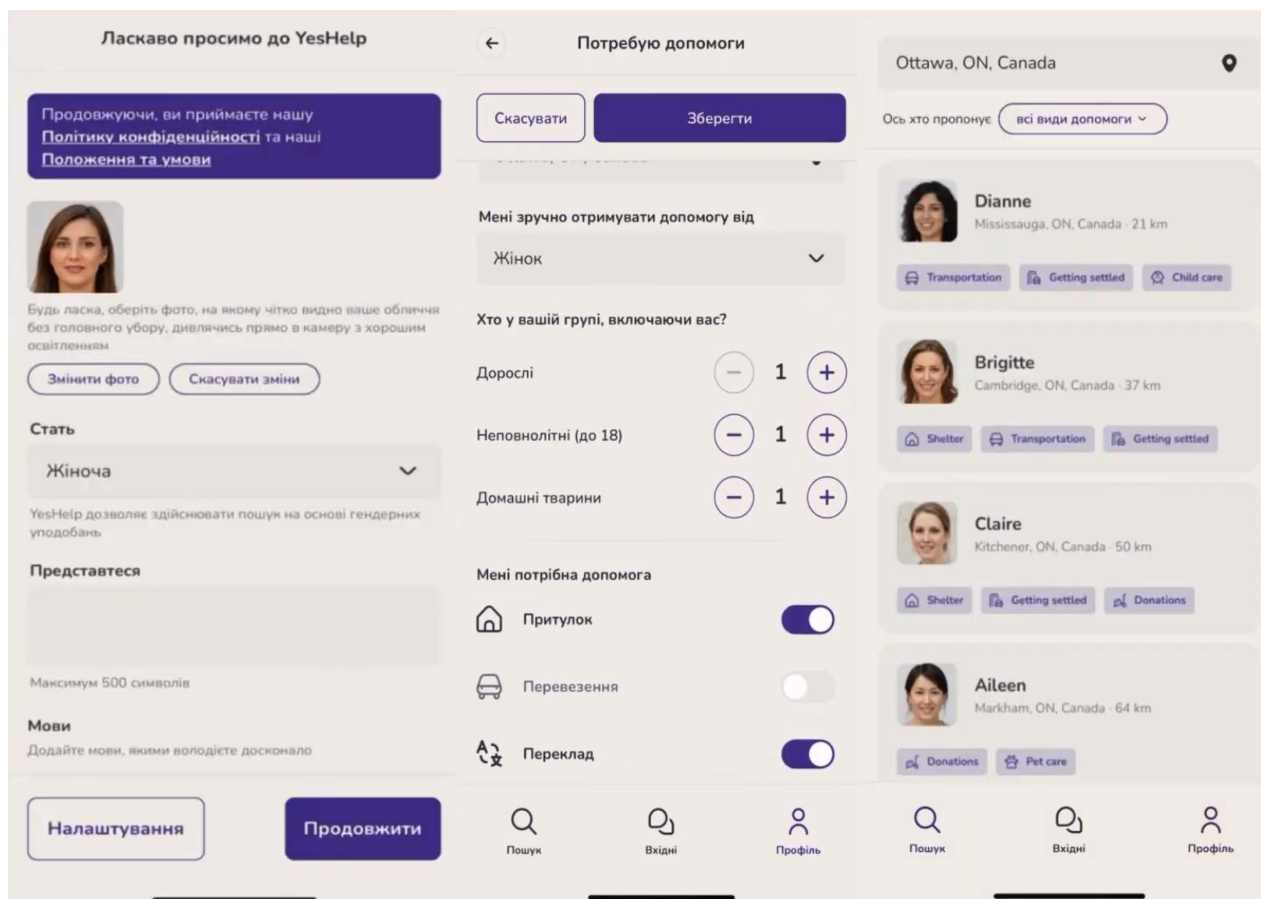 Ласкаво просимо до YesHelp
Продовжуючи, ви приймаєте нашу
Політику конфіденційності та наші
Положення та умови
Будь ласка, оберіть фото, на якому чітко видно ваше обличчя
без головного убору, дивлячись прямо в камеру з хорошим
освітленням
Змінити фото
Скасувати зміни
Стать
Жіноча
YesHelp дозволяє здійснювати пошук на основі гендерних
уподобань
Представтеся
Максимум 500 символів
Мови
Додайте мови, якими володієте досконало
Налаштування
Продовжити
Потребую допомоги
Скасувати
Зберегти
Мені зручно отримувати допомогу від
Жінок
Хто у вашій групі, включаючи вас?
Дорослі
1
Неповнолітні (до 18)
1
Домашні тварини
1
Мені потрібна допомога
Притулок
Перевезення
Переклад
Пошук
Вхідні
Профіль
Ottawa, ON, Canada
Ось хто пропонує
всі види допомоги
Dianne
Mississauga, ON, Canada · 21 km
Transportation
Getting settled
Child care
Brigitte
Cambridge, ON, Canada · 37 km
Shelter
Transportation
Getting settled
Claire
Kitchener, ON, Canada · 50 km
Shelter
Getting settled
Donations
Aileen
Markham, ON, Canada · 64 km
Donations
Pet care
Пошук
Вхідні
Профіль